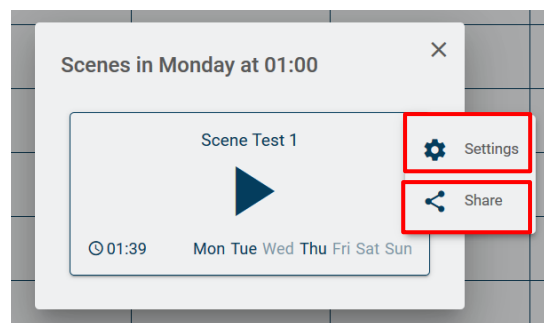 Scenes in Monday at 01:00
Scene Test 1
Settings
Share
01:39 Mon Tue Wed Thu Fri Sat Sun